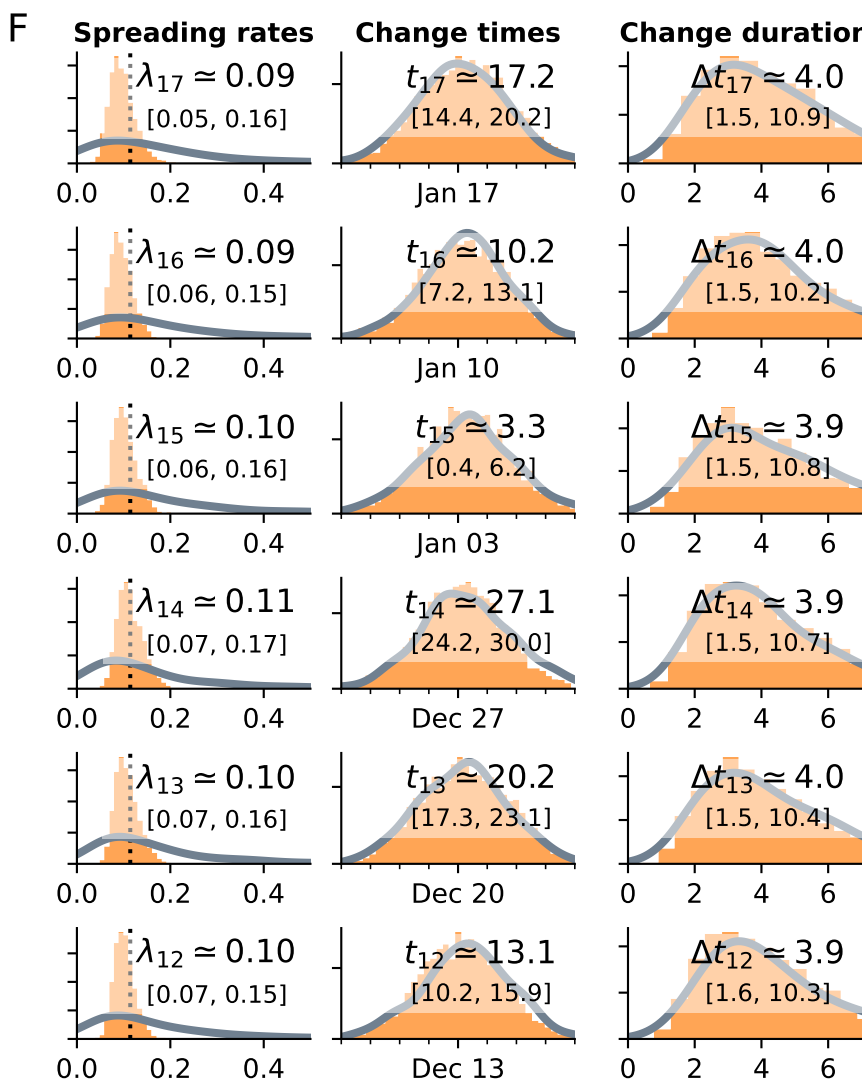 F
Spreading rates Change times Change duration
λ17 ≃ 0.09 t17 ≃ 17.2 Δt17 ≃ 4.0
[0.05, 0.16] [14.4, 20.2] [1.5, 10.9]
0.0 0.2 0.4 Jan 17 0 2 4 6
λ16 ≃ 0.09 t16 ≃ 10.2 Δt16 ≃ 4.0
[0.06, 0.15] [7.2, 13.1] [1.5, 10.2]
0.0 0.2 0.4 Jan 10 0 2 4 6
λ15 ≃ 0.10 t15 ≃ 3.3 Δt15 ≃ 3.9
[0.06, 0.16] [0.4, 6.2] [1.5, 10.8]
0.0 0.2 0.4 Jan 03 0 2 4 6
λ14 ≃ 0.11 t14 ≃ 27.1 Δt14 ≃ 3.9
[0.07, 0.17] [24.2, 30.0] [1.5, 10.7]
0.0 0.2 0.4 Dec 27 0 2 4 6
λ13 ≃ 0.10 t13 ≃ 20.2 Δt13 ≃ 4.0
[0.07, 0.16] [17.3, 23.1] [1.5, 10.4]
0.0 0.2 0.4 Dec 20 0 2 4 6
λ12 ≃ 0.10 t12 ≃ 13.1 Δt12 ≃ 3.9
[0.07, 0.15] [10.2, 15.9] [1.6, 10.3]
0.0 0.2 0.4 Dec 13 0 2 4 6